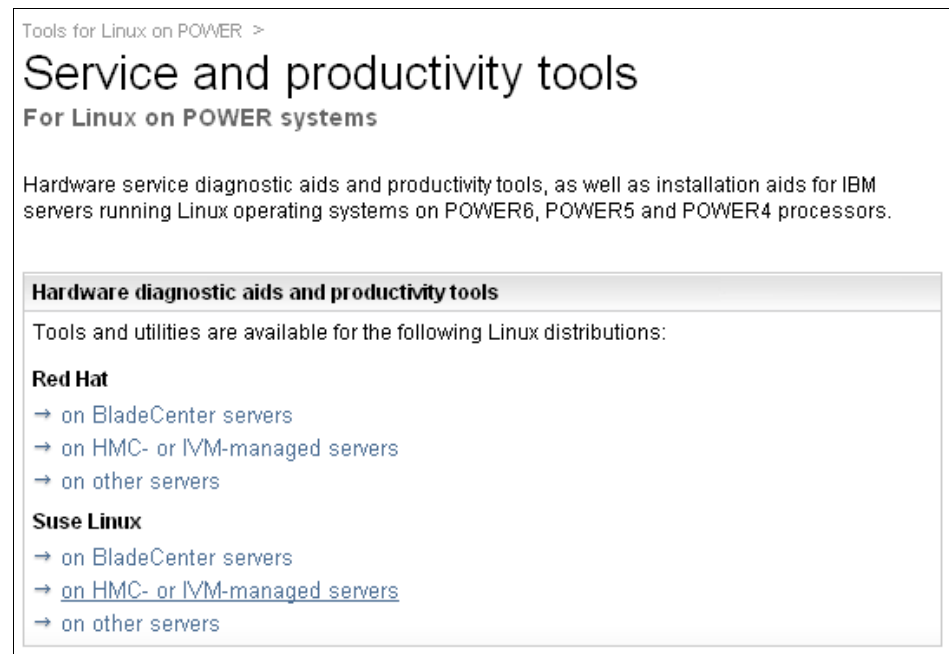 Tools for Linux on POWER >
Service and productivity tools
For Linux on POWER systems
Hardware service diagnostic aids and productivity tools, as well as installation aids for IBM
servers running Linux operating systems on POWER6, POWER5 and POWER4 processors.
Hardware diagnostic aids and productivity tools
Tools and utilities are available for the following Linux distributions:
Red Hat
→ on BladeCenter servers
→ on HMC- or IVM-managed servers
→ on other servers
Suse Linux
→ on BladeCenter servers
→ on HMC- or IVM-managed servers
→ on other servers